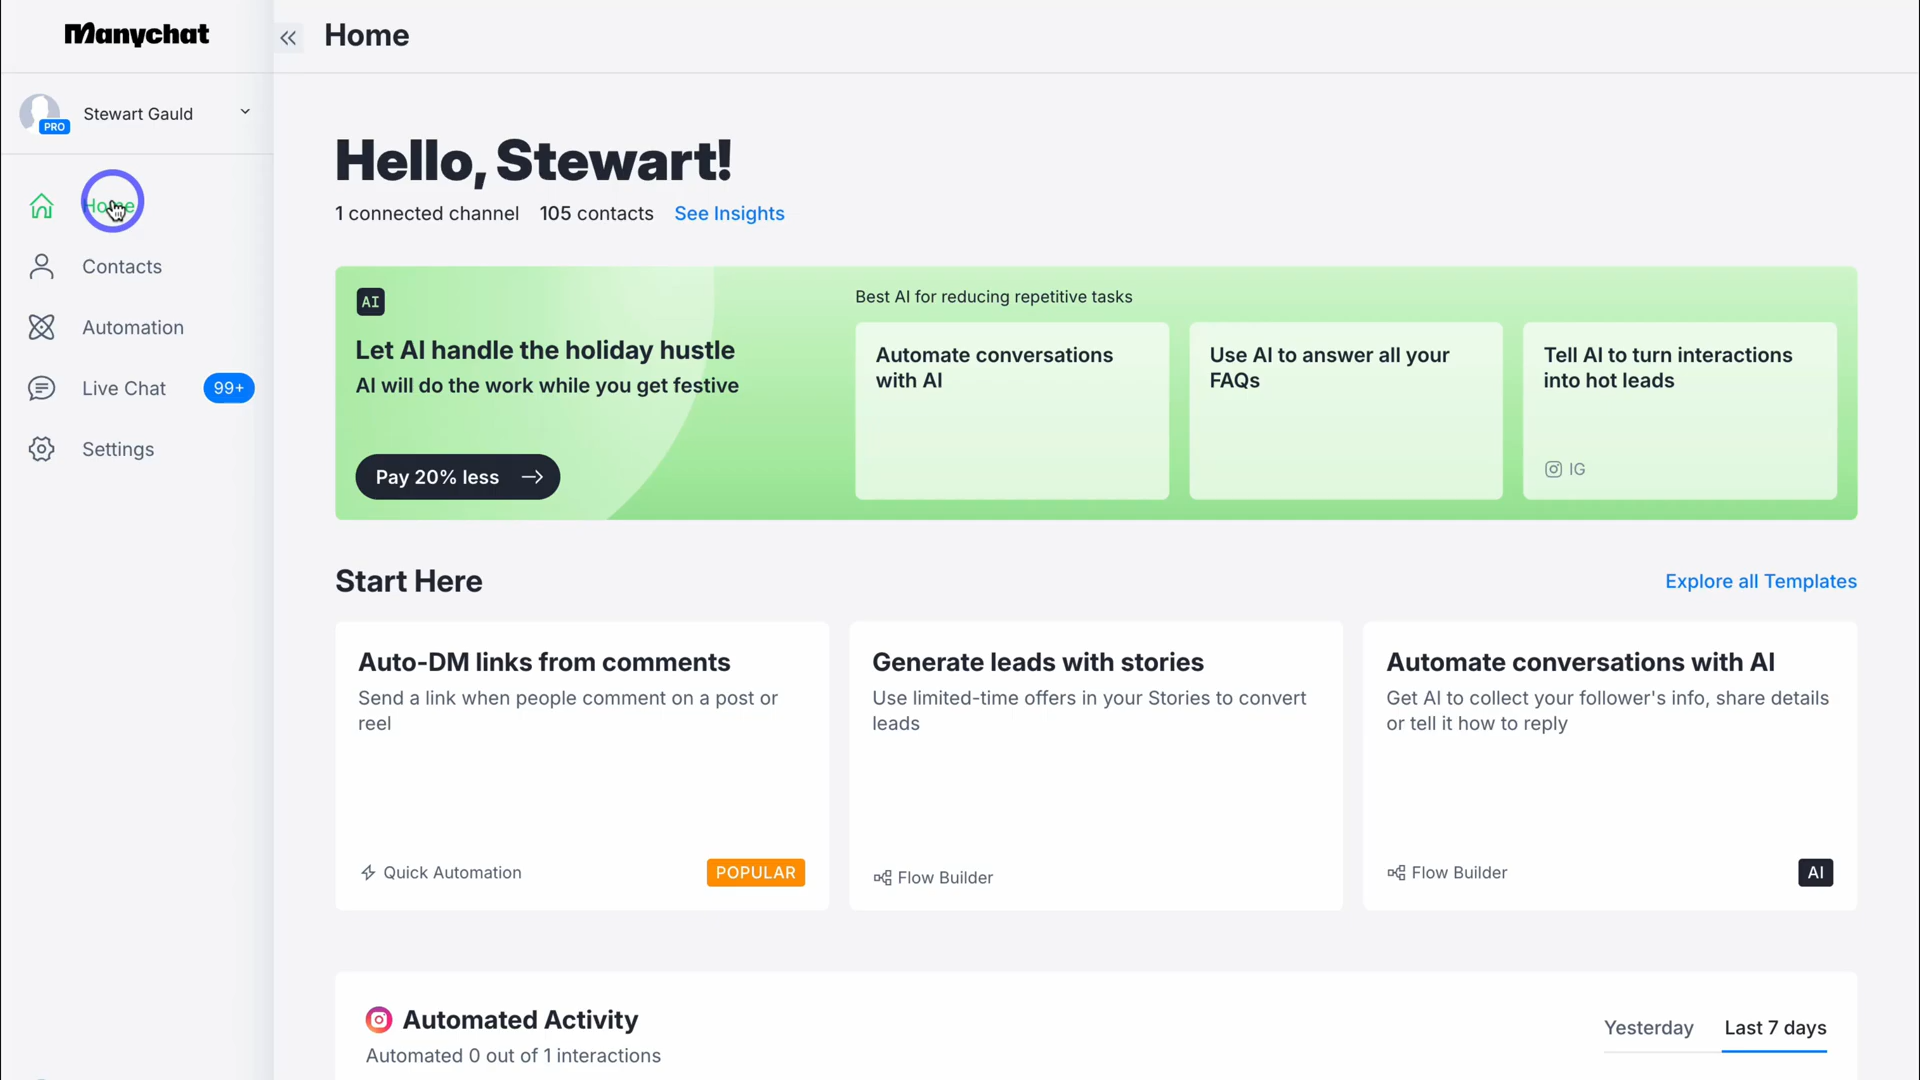 Manychat
Home
PRO
Stewart Gauld
Home
Contacts
Automation
Live Chat
99+
Settings
Hello, Stewart!
1 connected channel 105 contacts See Insights
AI
Let AI handle the holiday hustle
AI will do the work while you get festive
Pay 20% less
Best AI for reducing repetitive tasks
Automate conversations
with AI
Use AI to answer all your
FAQs
Tell AI to turn interactions
into hot leads
IG
Start Here
Explore all Templates
Auto-DM links from comments
Send a link when people comment on a post or
reel
Quick Automation
POPULAR
Generate leads with stories
Use limited-time offers in your Stories to convert
leads
Flow Builder
Automate conversations with AI
Get AI to collect your follower's info, share details
or tell it how to reply
Flow Builder
AI
Automated Activity
Automated 0 out of 1 interactions
Yesterday
Last 7 days